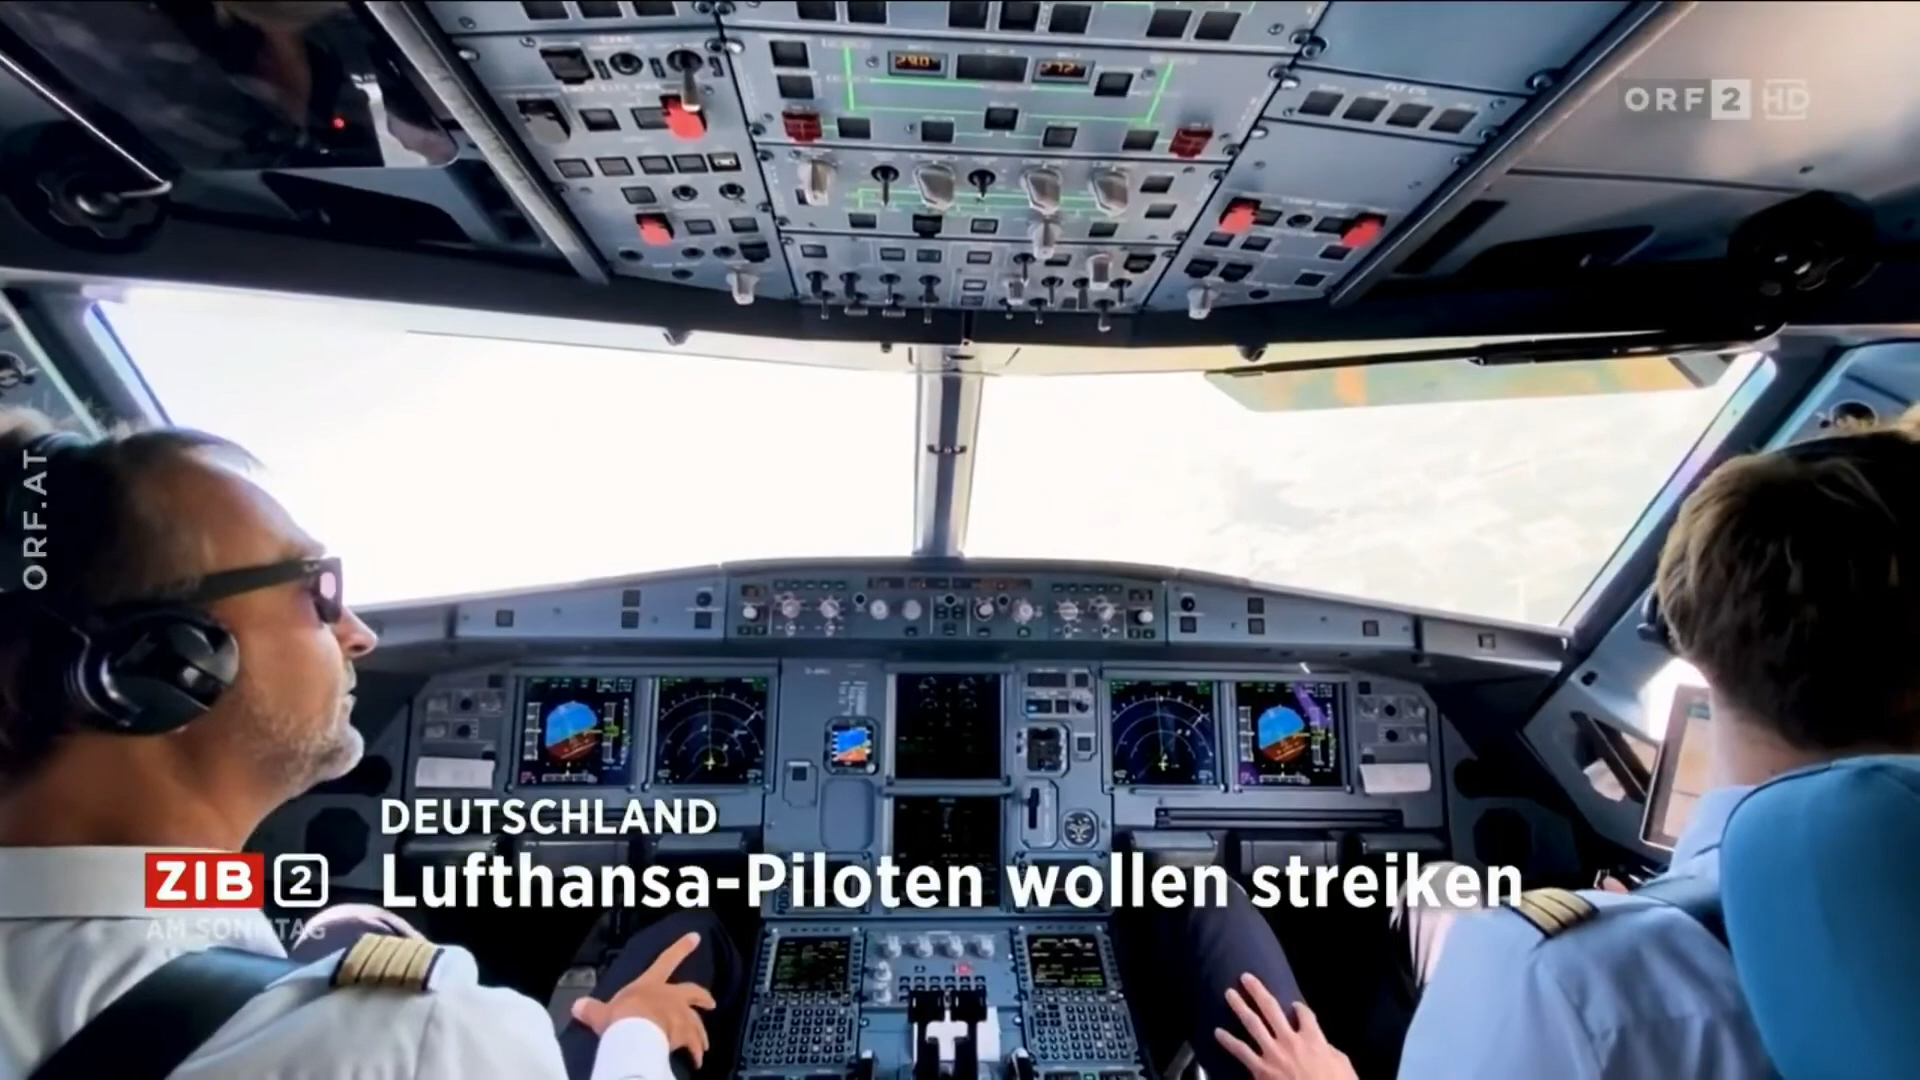 ORF 2 HD
ORF.AT
DEUTSCHLAND
ZIB 2
Lufthansa-Piloten wollen streiken
AM SONNTAG